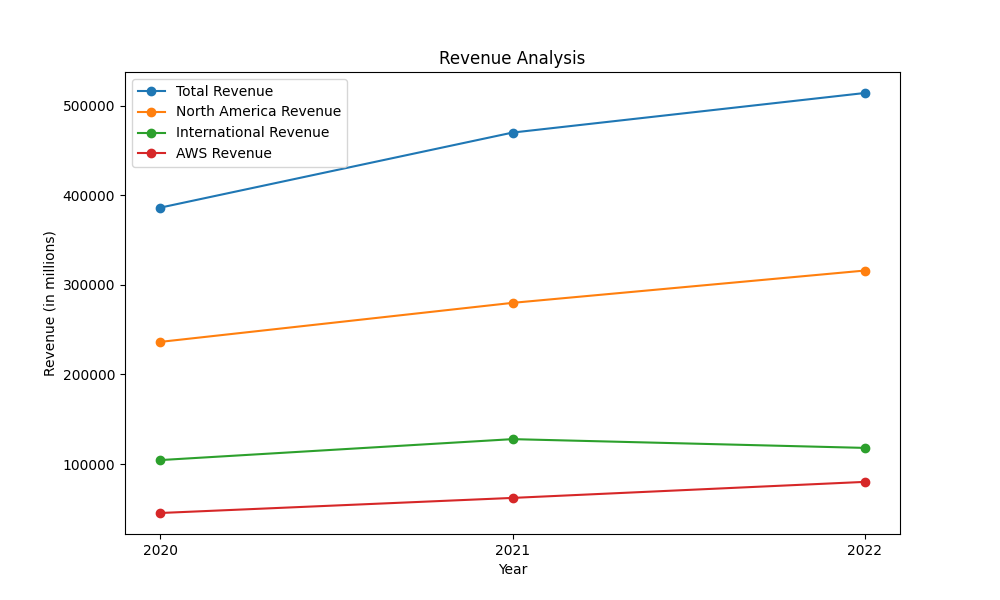 Revenue Analysis
Total Revenue
North America Revenue
International Revenue
AWS Revenue
500000
400000
300000
200000
100000
Revenue (in millions)
2020 2021 2022
Year